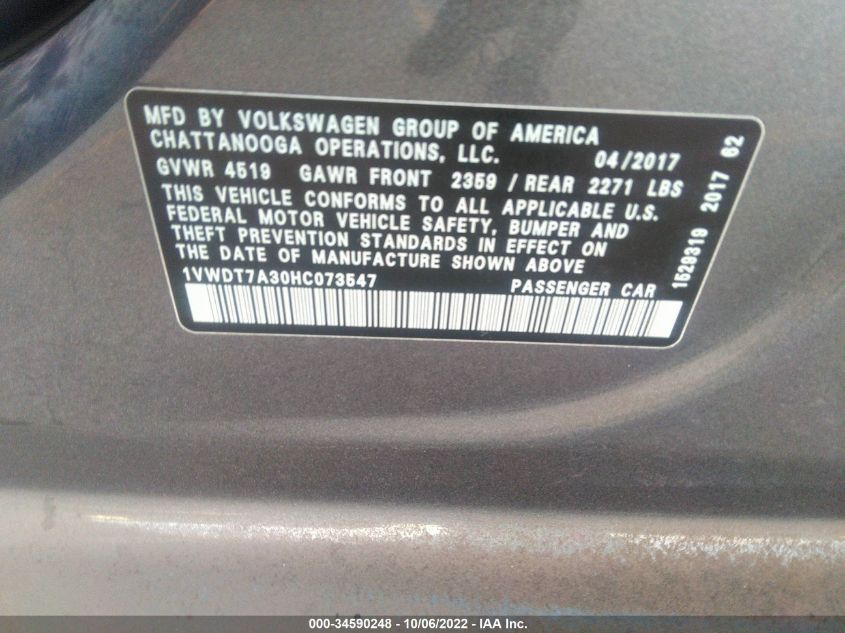 MFD BY VOLKSWAGEN GROUP OF AMERICA
CHATTANOOGA OPERATIONS, LLC. 04/2017
GVWR 4519 GAWR FRONT 2359 / REAR 2271 LBS
THIS VEHICLE CONFORMS TO ALL APPLICABLE U.S.
FEDERAL MOTOR VEHICLE SAFETY, BUMPER AND
THEFT PREVENTION STANDARDS IN EFFECT ON
THE DATE OF MANUFACTURE SHOWN ABOVE
1VWDT7A30HC073547 PASSENGER CAR
1529319 2017 62
000-34590248 - 10/06/2022 - IAA Inc.